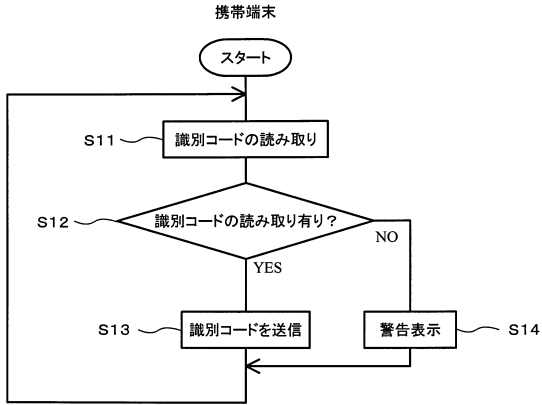 携帯端末
スタート
S11
識別コードの読み取り
S12
識別コードの読み取り有り?
NO
YES
S13
識別コードを送信
警告表示
S14